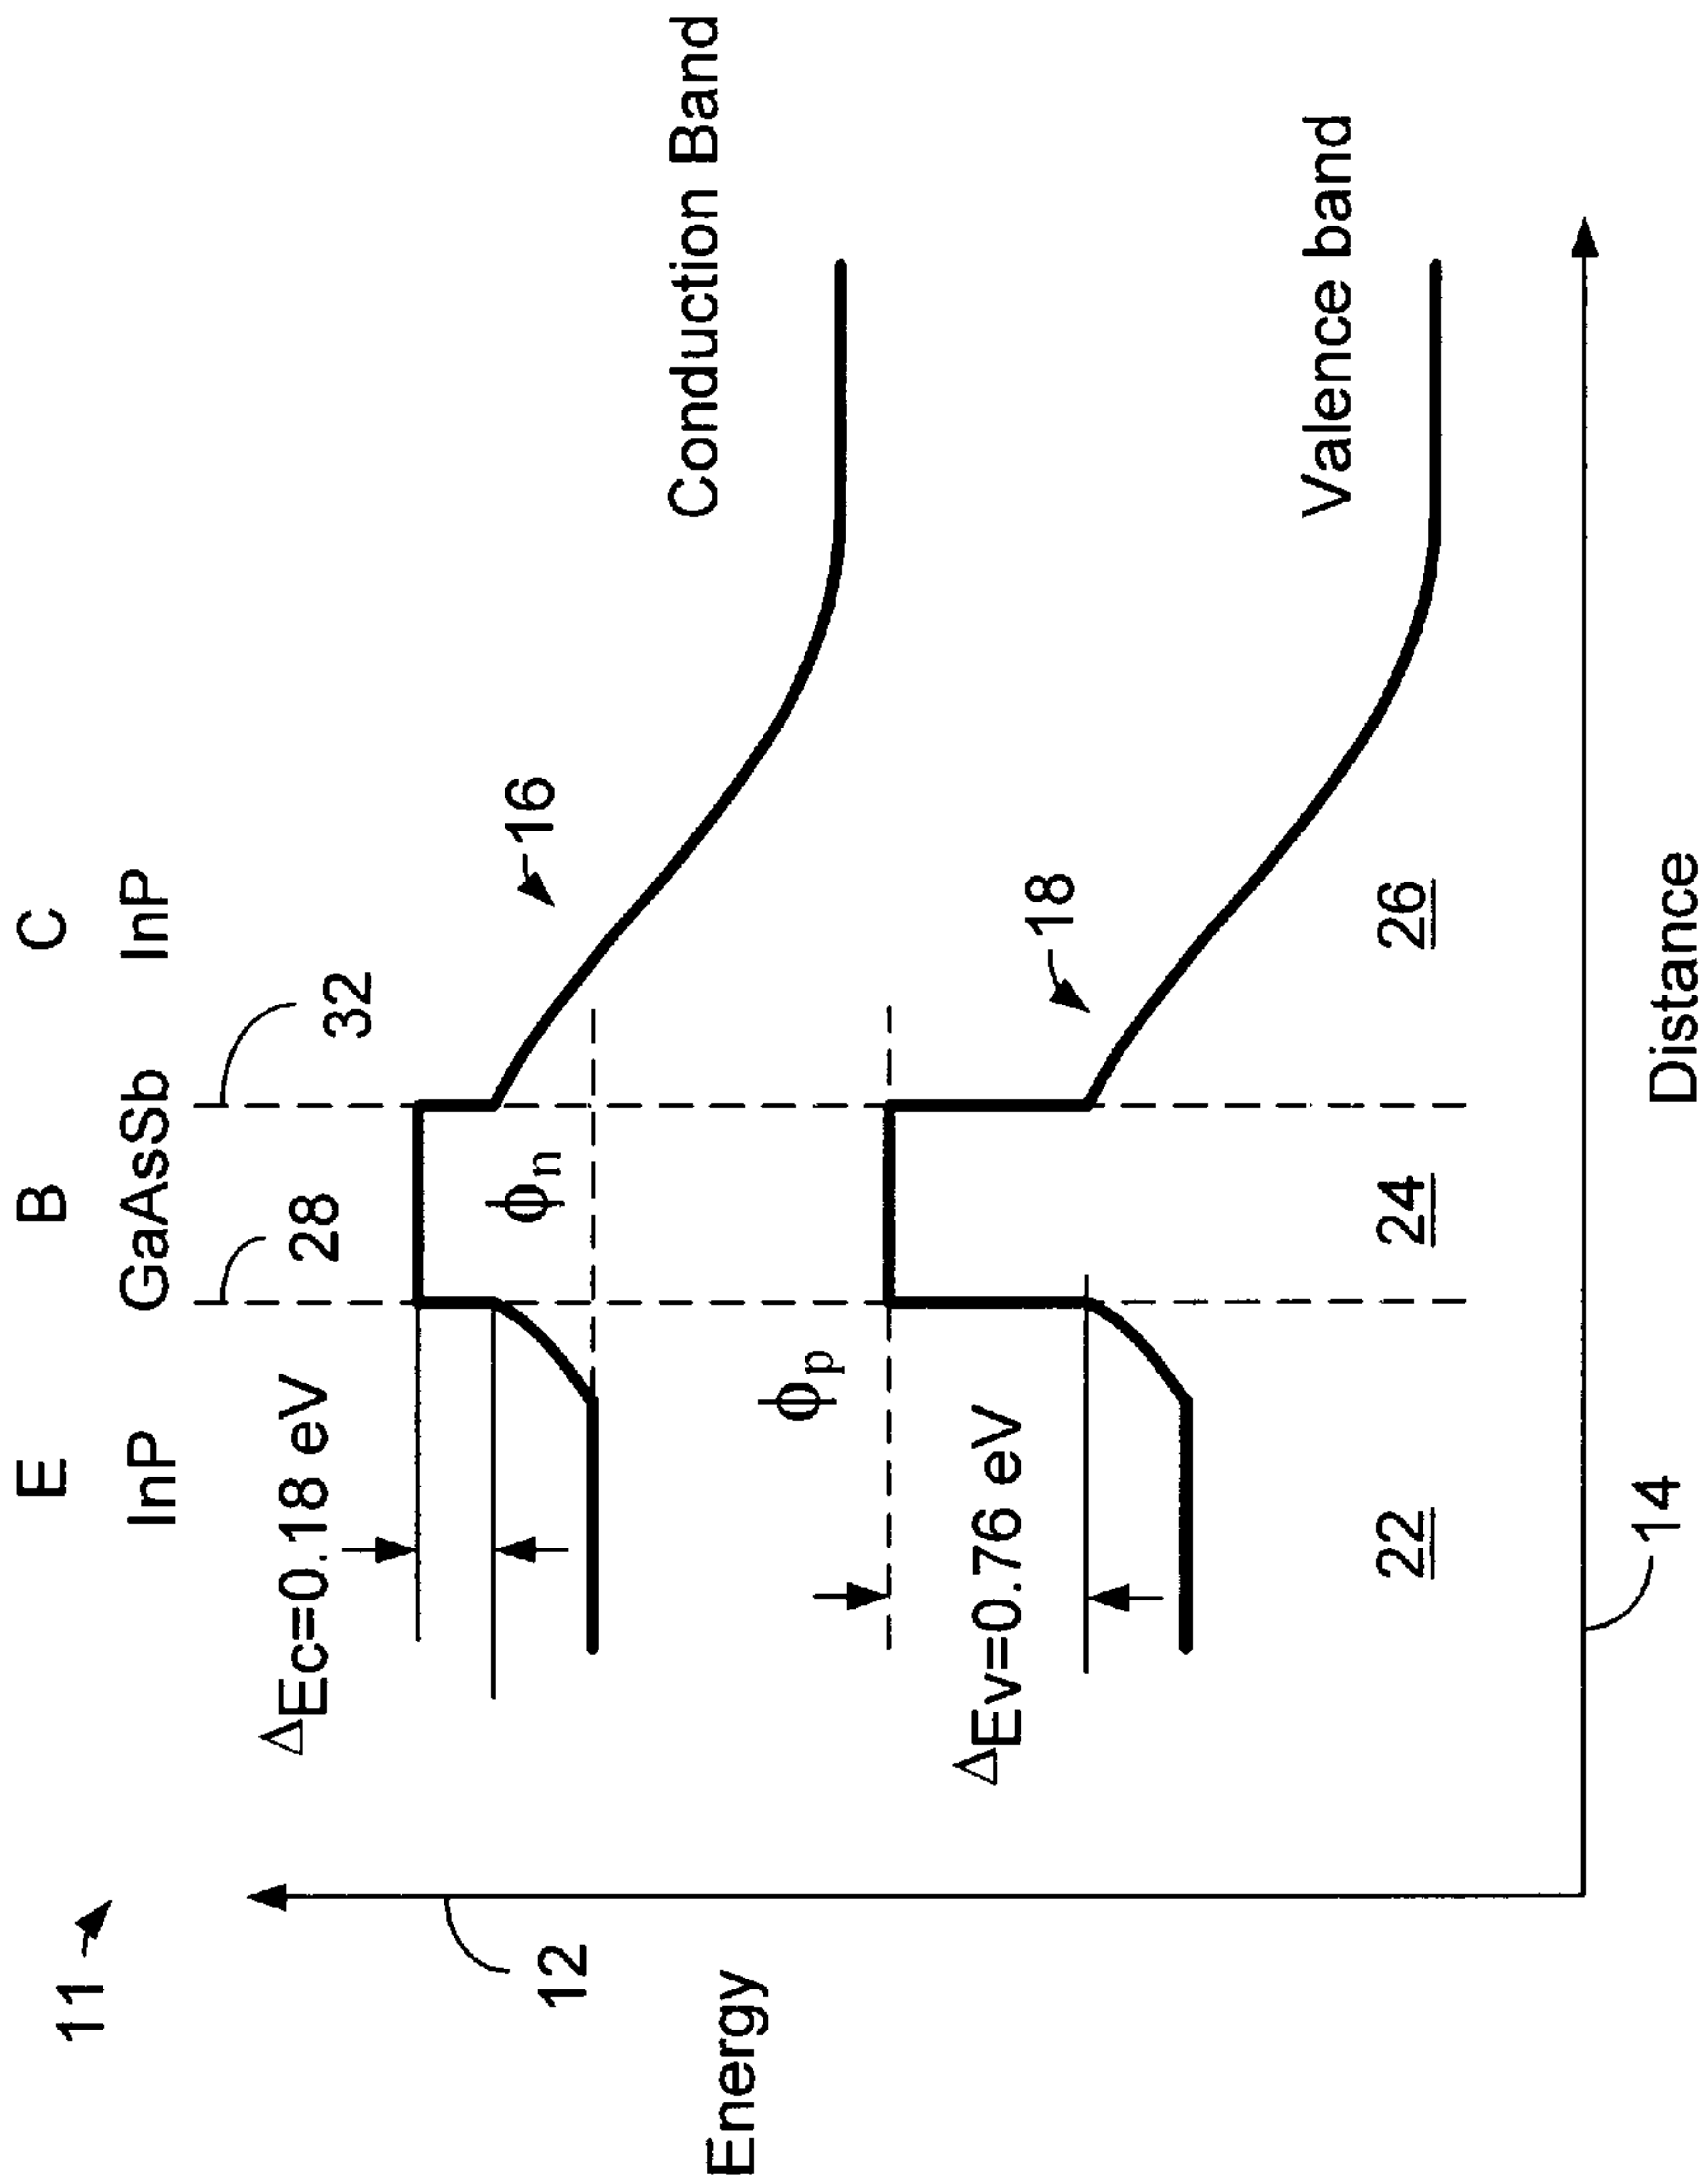 11
E B C
InP GaAsSb InP
28
32
ΔEc=0.18 eV
16
Conduction Band
ϕn
12
Energy
ϕp
ΔEv=0.76 eV
18
Valence band
22 24 26
14
Distance